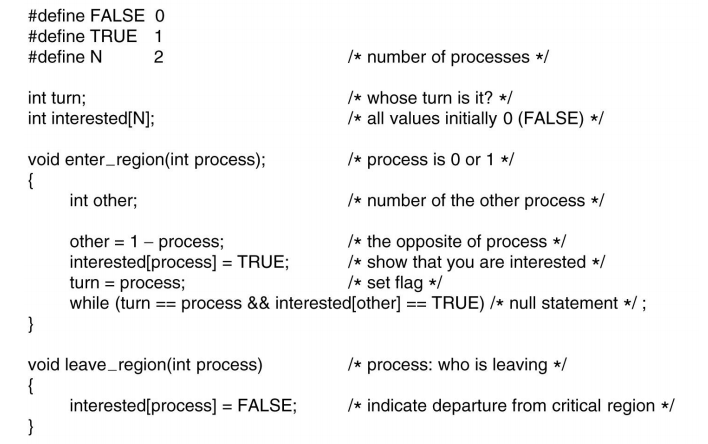 #define FALSE 0
#define TRUE 1
#define N 2 /* number of processes */
int turn; /* whose turn is it? */
int interested[N]; /* all values initially 0 (FALSE) */
void enter_region(int process); /* process is 0 or 1 */
{
int other; /* number of the other process */
other = 1 − process; /* the opposite of process */
interested[process] = TRUE; /* show that you are interested */
turn = process; /* set flag */
while (turn == process && interested[other] == TRUE) /* null statement */ ;
}
void leave_region(int process) /* process: who is leaving */
{
interested[process] = FALSE; /* indicate departure from critical region */
}